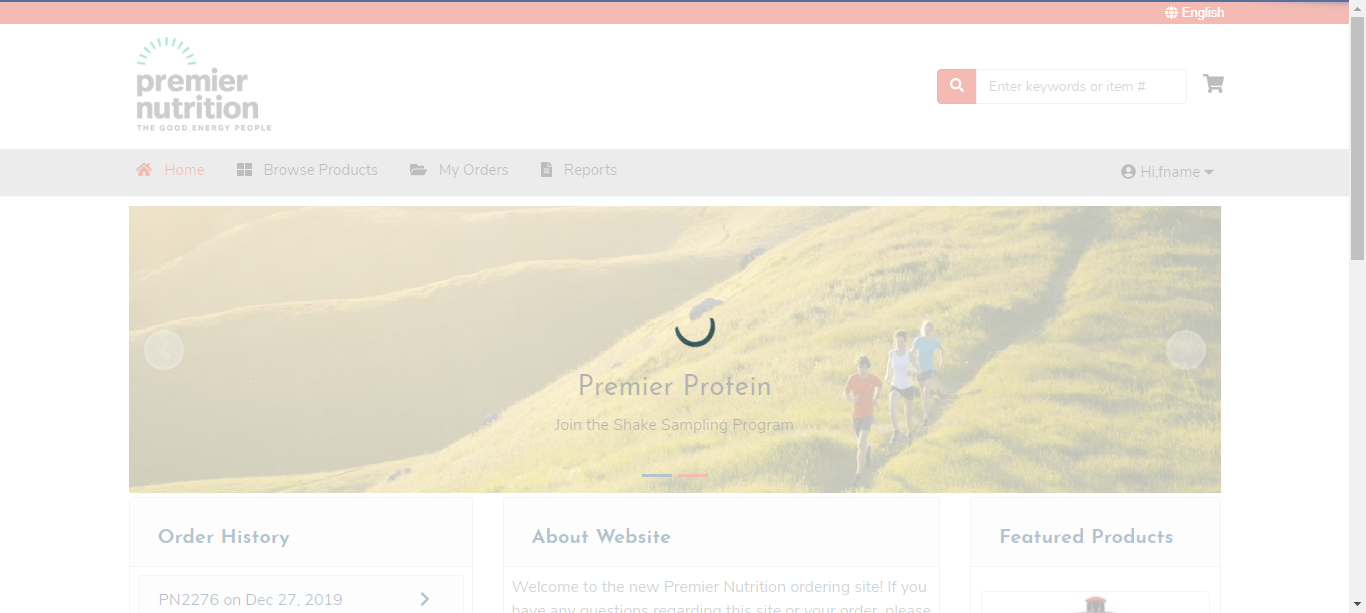 English
premier
nutrition
THE GOOD ENERGY PEOPLE
Enter keywords or item #
Home
Browse Products
My Orders
Reports
Hi,fname
Premier Protein
Join the Shake Sampling Program
Order History
PN2276 on Dec 27, 2019
About Website
Welcome to the new Premier Nutrition ordering site! If you
have any questions regarding this site or your order, please
Featured Products